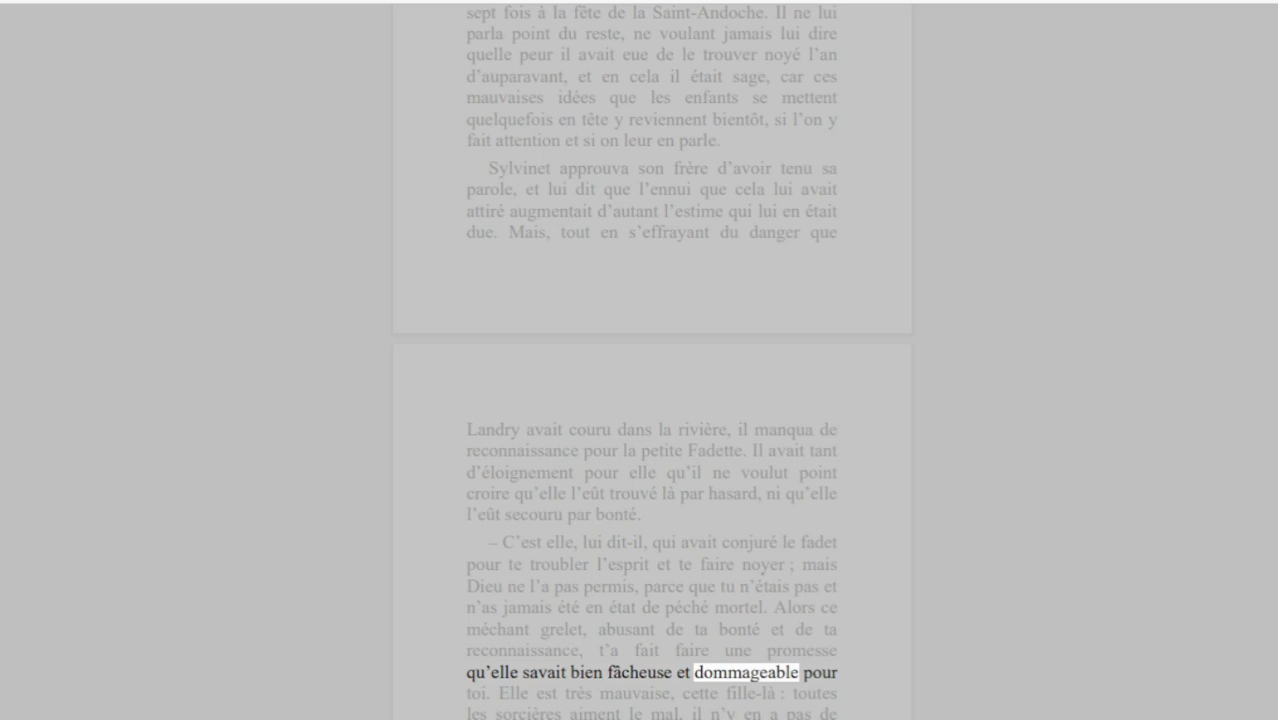 sept fois à la fête de la Saint-Andoche. Il ne lui
parla point du reste, ne voulant jamais lui dire
quelle peur il avait eue de le trouver noyé l’an
d’auparavant, et en cela il était sage, car ces
mauvaises idées que les enfants se mettent
quelquefois en tête y reviennent bientôt, si l’on y
fait attention et si on leur en parle.
Sylvinet approuva son frère d’avoir tenu sa
parole, et lui dit que l’ennui que cela lui avait
attiré augmentait d’autant l’estime qui lui en était
due. Mais, tout en s’effrayant du danger que
Landry avait couru dans la rivière, il manqua de
reconnaissance pour la petite Fadette. Il avait tant
d’éloignement pour elle qu’il ne voulut point
croire qu’elle l’eût trouvé là par hasard, ni qu’elle
l’eût secouru par bonté.
– C’est elle, lui dit-il, qui avait conjuré le fadet
pour te troubler l’esprit et te faire noyer ; mais
Dieu ne l’a pas permis, parce que tu n’étais pas et
n’as jamais été en état de péché mortel. Alors ce
méchant grelet, abusant de ta bonté et de ta
reconnaissance, t’a fait faire une promesse
qu’elle savait bien fâcheuse et dommageable pour
toi. Elle est très mauvaise, cette fille-là : toutes
les sorcières aiment le mal, il n’y en a pas de